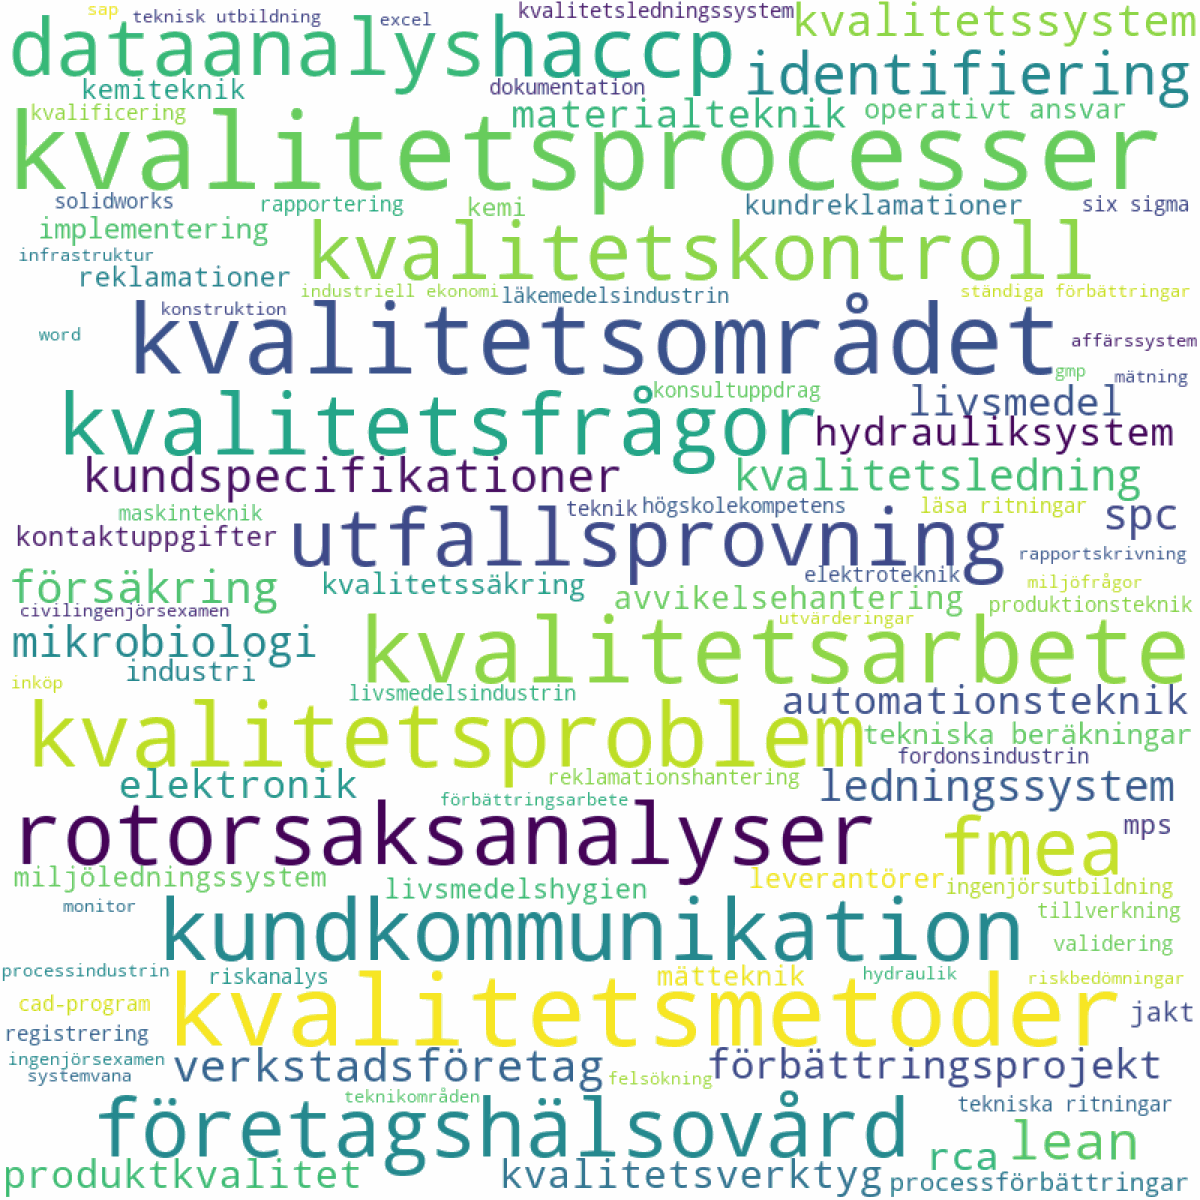 sap
teknisk utbildning
excel
kvalitetsledningssystem
kvalitetssystem
dataanalys
haccp
identifiering
kemiteknik
dokumentation
materialteknik
operativt ansvar
kvalificering
kvalitetsprocesser
solidworks
rapportering
kemi
kundreklamationer
six sigma
implementering
kvalitetskontroll
infrastruktur
reklamationer
industriell ekonomi
läkemedelsindustrin
ständiga förbättringar
konstruktion
kvalitetsområdet
word
affärssystem
gmp
mätning
konsultuppdrag
kvalitetsfrågor
livsmedel
hydrauliksystem
kundspecifikationer
kvalitetsledning
maskinteknik
teknik
högskolekompetens
läsa ritningar
spc
kontaktuppgifter
utfallsprovning
rapportskrivning
försäkring
kvalitetssäkring
elektroteknik
miljöfrågor
avvikelsehantering
produktionsteknik
civilingenjörsexamen
utvärderingar
mikrobiologi
kvalitetsarbete
industri
inköp
livsmedelsindustrin
automationsteknik
kvalitetsproblem
tekniska beräkningar
fordonsindustrin
elektronik
reklamationshantering
ledningssystem
förbättringsarbete
rotorsaksanalyser
fmea
mps
miljöledningssystem
livsmedelshygien
leverantörer
ingenjörsutbildning
monitor
kundkommunikation
tillverkning
validering
processindustrin
riskanalys
mätteknik
hydraulik
riskbedömningar
cad-program
kvalitetsmetoder
jakt
registrering
ingenjörsexamen
systemvana
verkstadsföretag
felsökning
förbättringsprojekt
teknikområden
företagshälsovård
tekniska ritningar
rca
lean
produktkvalitet
kvalitetsverktyg
processförbättringar